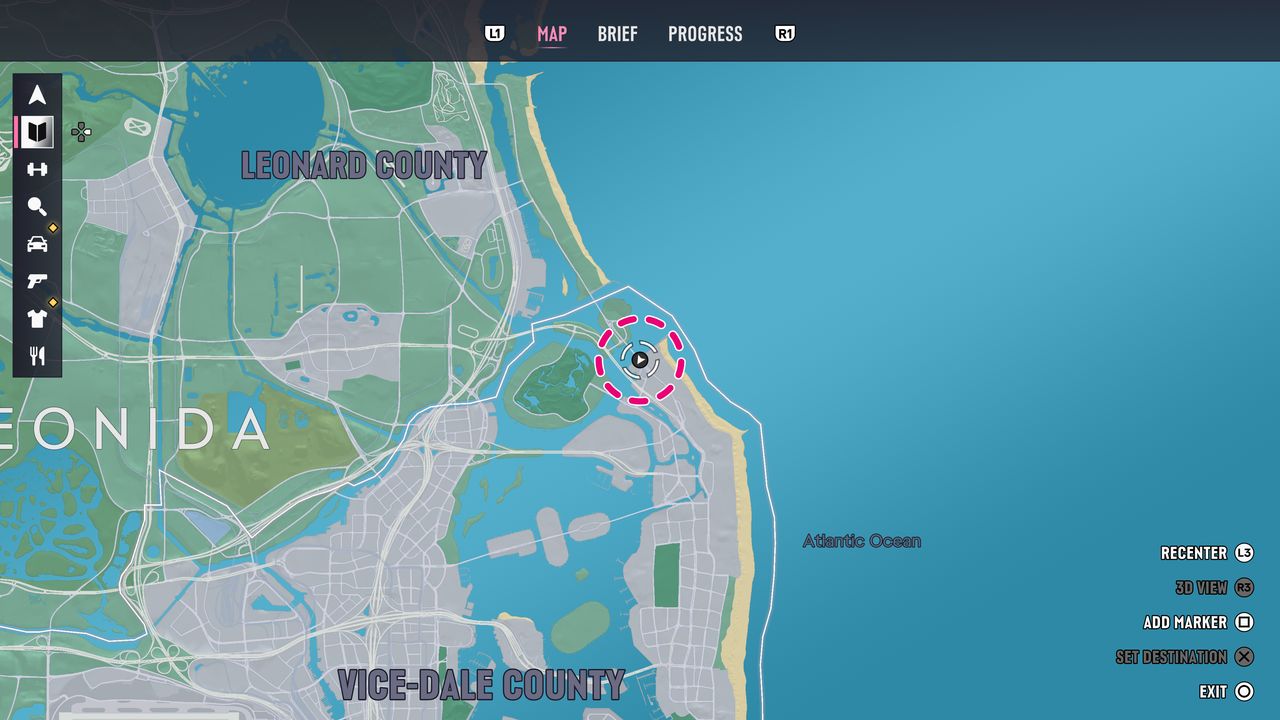 L1 MAP BRIEF PROGRESS R1
LEONARD COUNTY
EONIDA
Atlantic Ocean
RECENTER L3
3D VIEW R3
ADD MARKER
SET DESTINATION
EXIT
VICE-DALE COUNTY